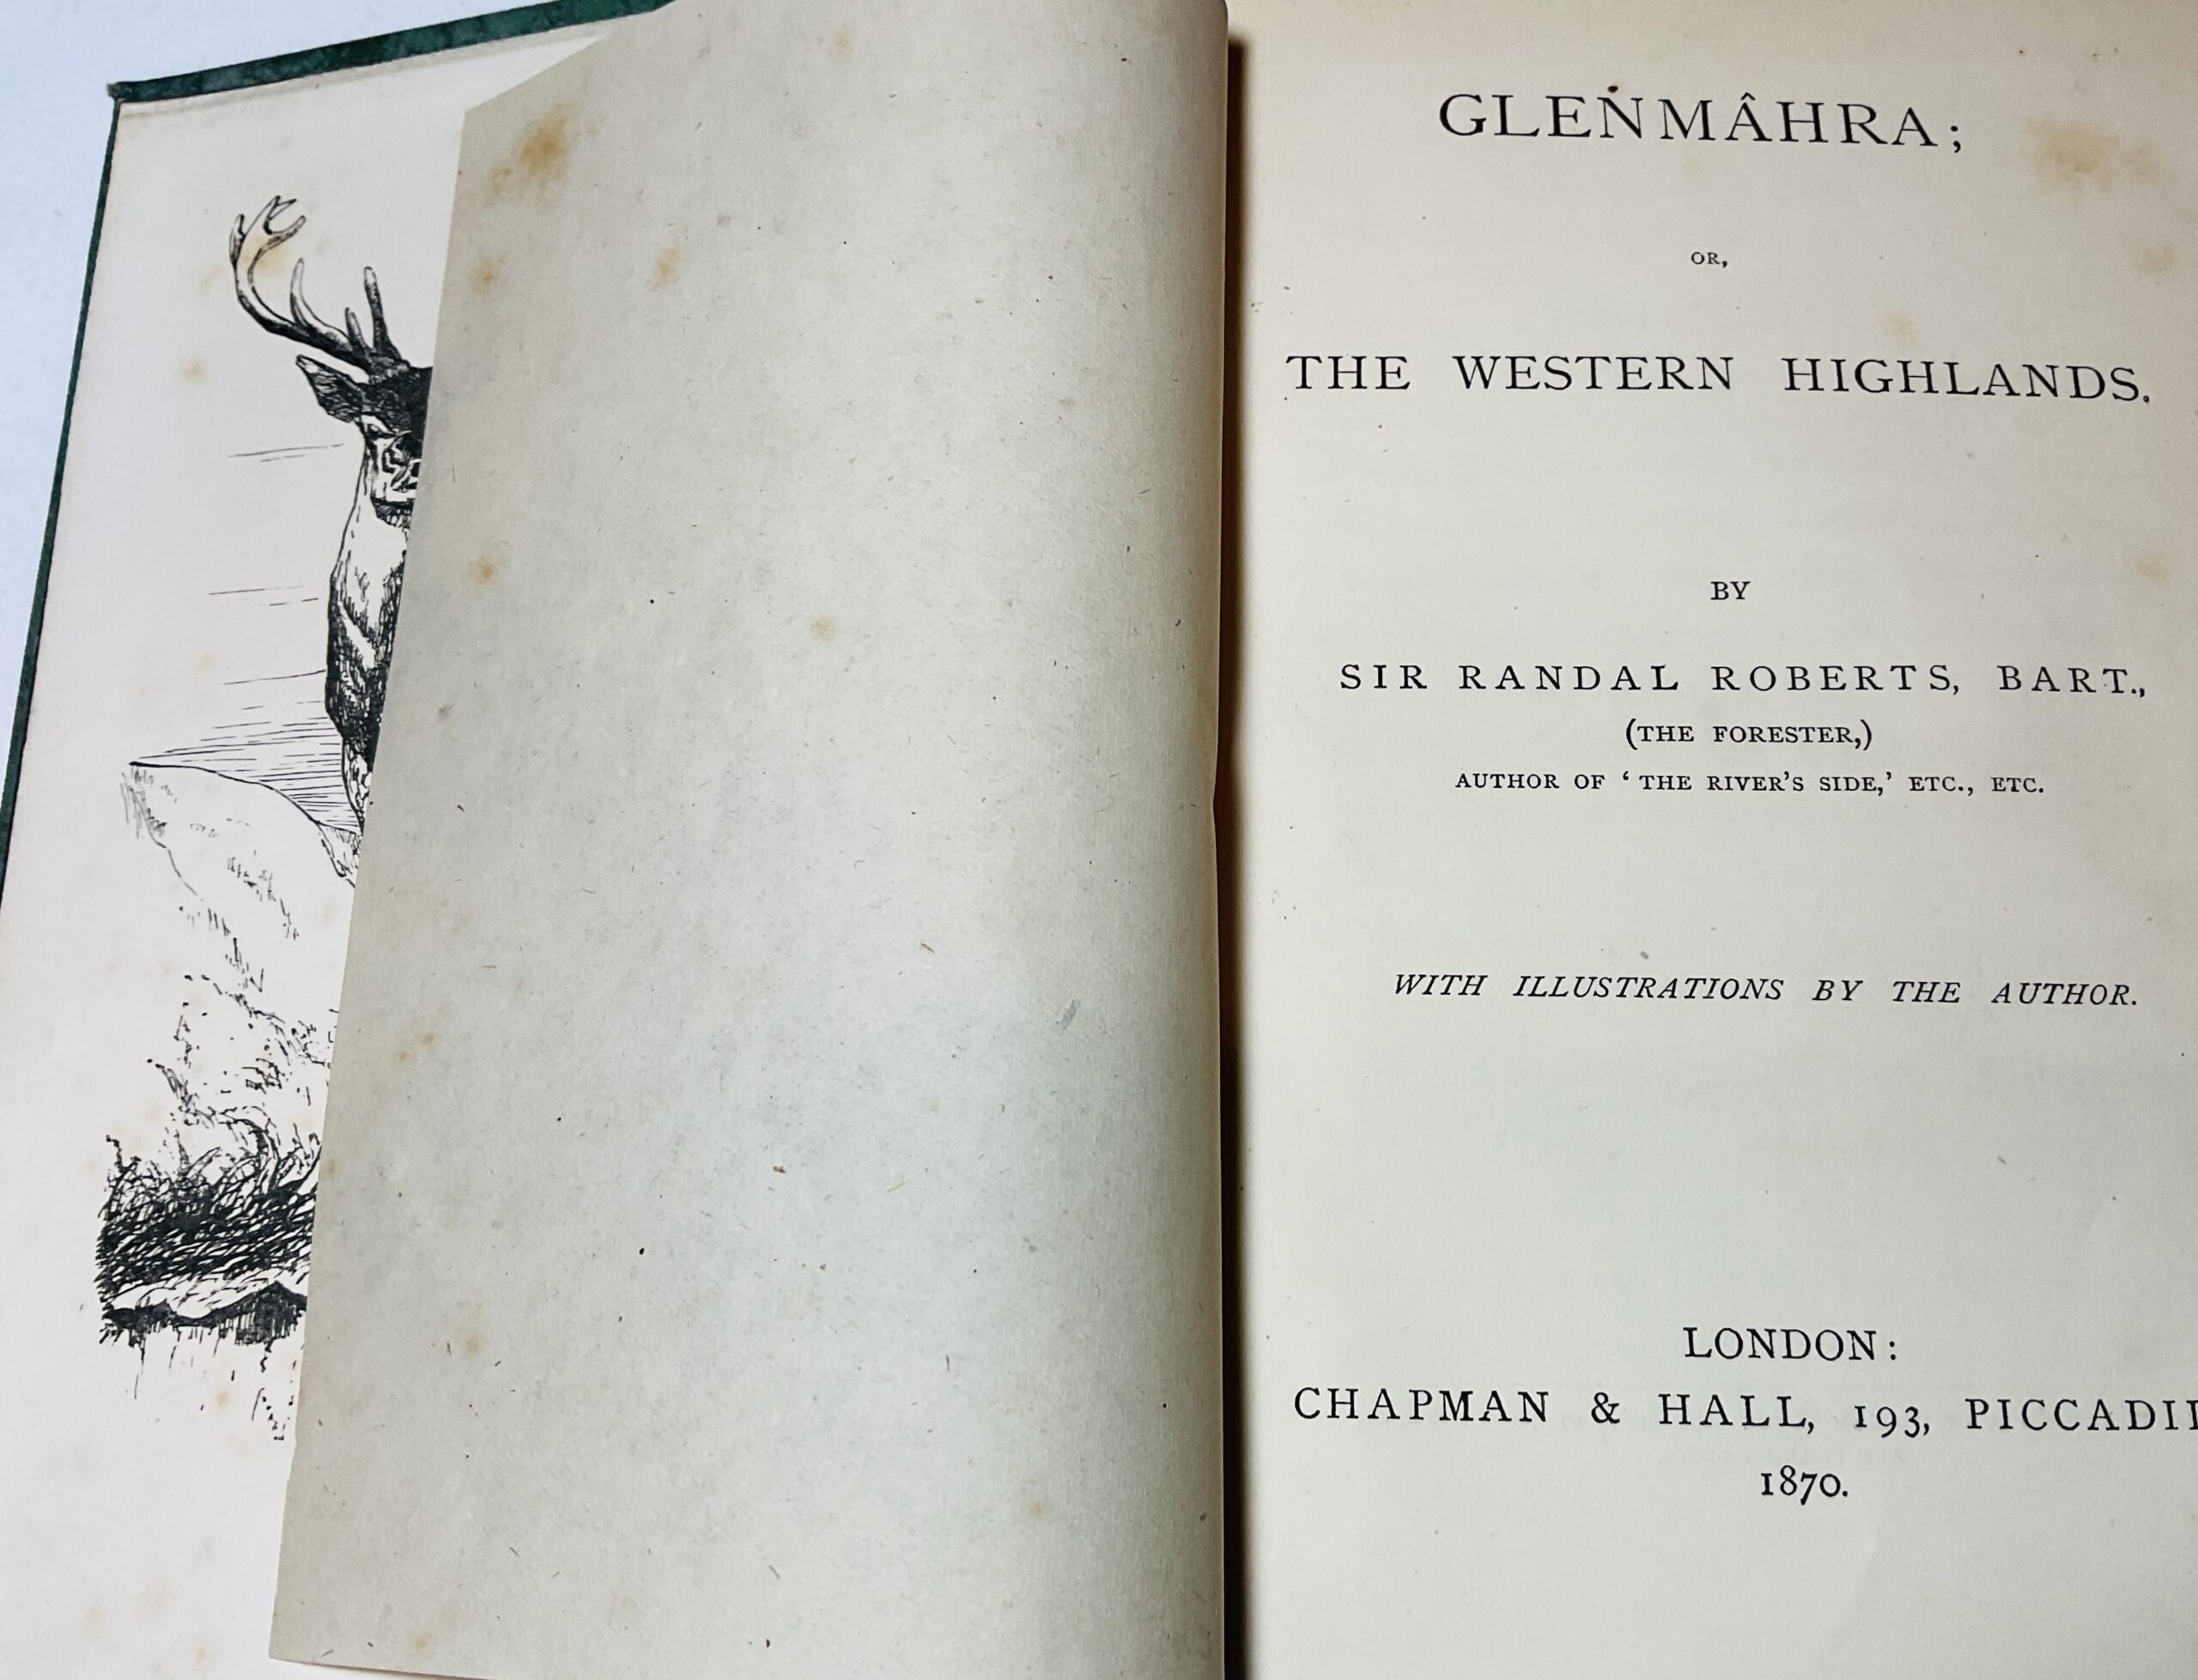 GLENMÂHRA;
OR,
THE WESTERN HIGHLANDS.
BY
SIR RANDAL ROBERTS, BART.,
(THE FORESTER,)
AUTHOR OF ‘THE RIVER’S SIDE,’ ETC., ETC.
WITH ILLUSTRATIONS BY THE AUTHOR.
LONDON:
CHAPMAN & HALL, 193,
1870.